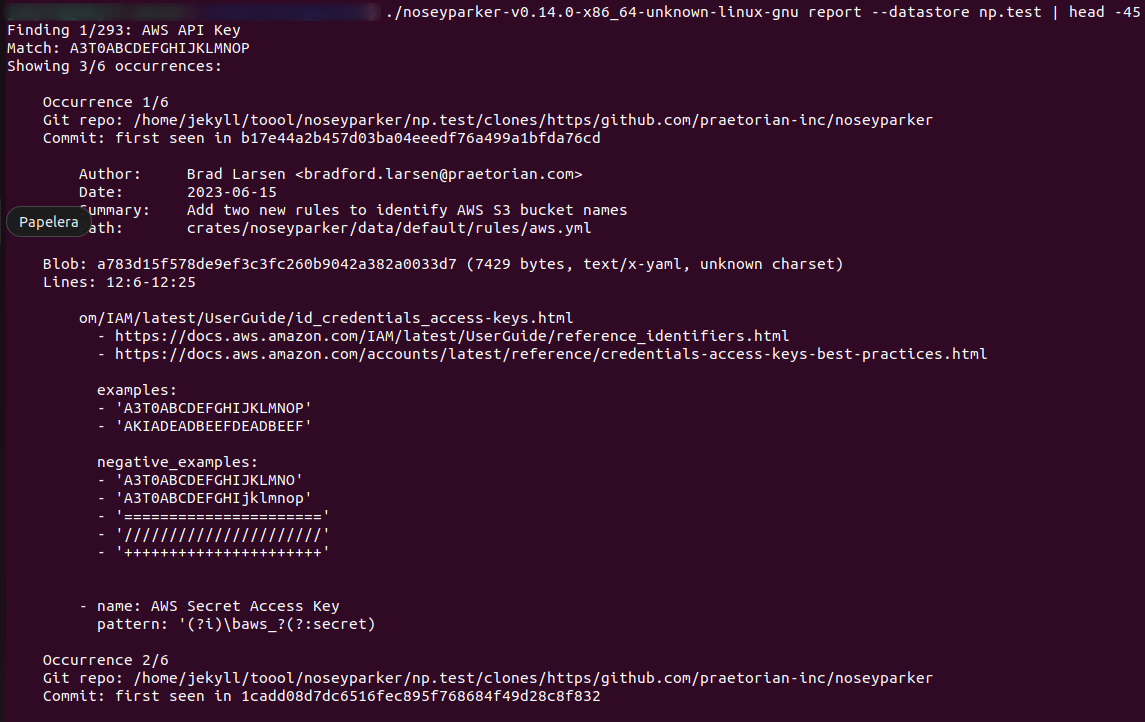 ./noseyparker-v0.14.0-x86_64-unknown-linux-gnu report --datastore np.test | head -45
Finding 1/293: AWS API Key
Match: A3T0ABCDEFGHIJKLMNOP
Showing 3/6 occurrences:
Occurrence 1/6
Git repo: /home/jekyll/toool/noseyparker/np.test/clones/https/github.com/praetorian-inc/noseyparker
Commit: first seen in b17e44a2b457d03ba04eeedf76a499a1bfda76cd
Author: Brad Larsen <bradford.larsen@praetorian.com>
Date: 2023-06-15
Summary: Add two new rules to identify AWS S3 bucket names
Papelera
ath: crates/noseyparker/data/default/rules/aws.yml
Blob: a783d15f578de9ef3c3fc260b9042a382a0033d7 (7429 bytes, text/x-yaml, unknown charset)
Lines: 12:6-12:25
om/IAM/latest/UserGuide/id_credentials_access-keys.html
- https://docs.aws.amazon.com/IAM/latest/UserGuide/reference_identifiers.html
- https://docs.aws.amazon.com/accounts/latest/reference/credentials-access-keys-best-practices.html
examples:
- 'A3T0ABCDEFGHIJKLMNOP'
- 'AKIADEADBEEFDEADBEEF'
negative_examples:
- 'A3T0ABCDEFGHIJKLMNO'
- 'A3T0ABCDEFGHIjklmnop'
- '======================'
- '//////////////////////'
- '++++++++++++++++++++++'
- name: AWS Secret Access Key
pattern: '(?i)\baws_?(?:secret)
Occurrence 2/6
Git repo: /home/jekyll/toool/noseyparker/np.test/clones/https/github.com/praetorian-inc/noseyparker
Commit: first seen in 1cadd08d7dc6516fec895f768684f49d28c8f832